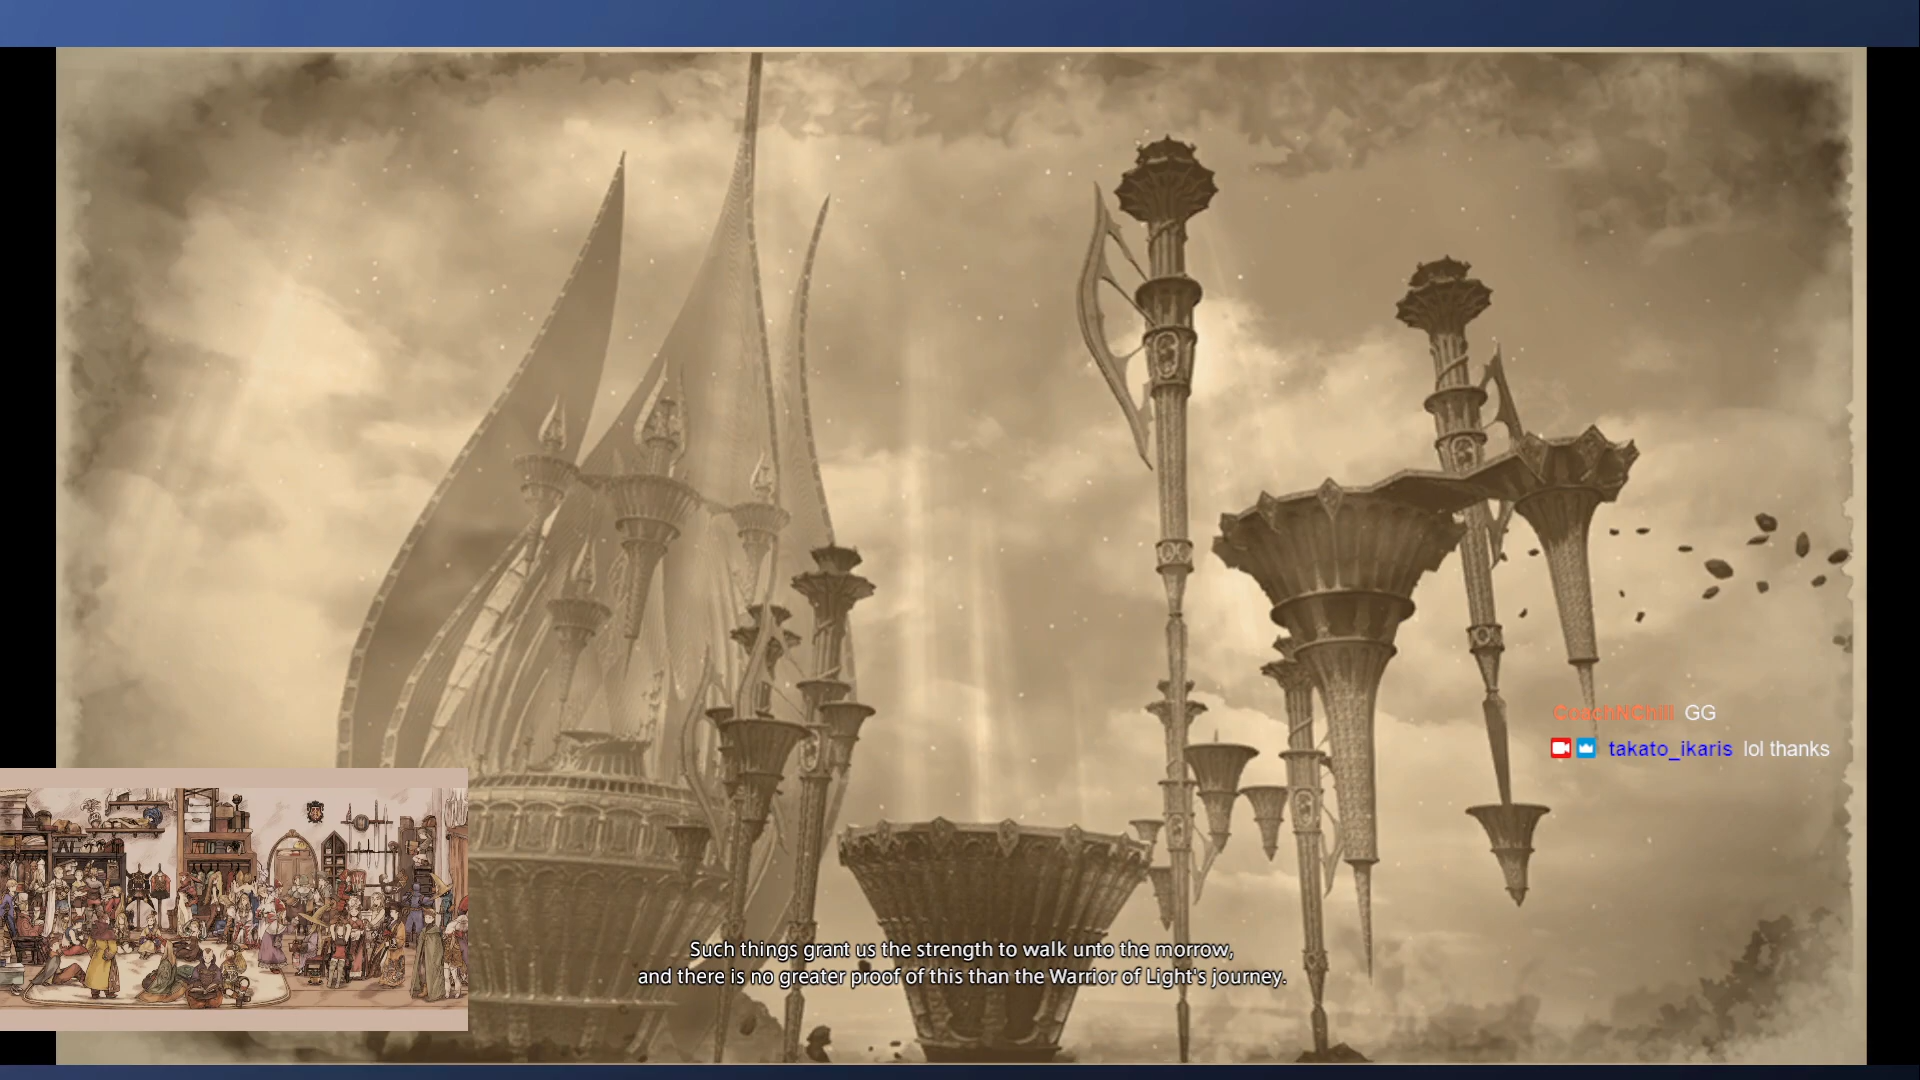 CoachNChill GG
takato_ikaris lol thanks
Such things grant us the strength to walk unto the morrow,
and there is no greater proof of this than the Warrior of Light's journey.